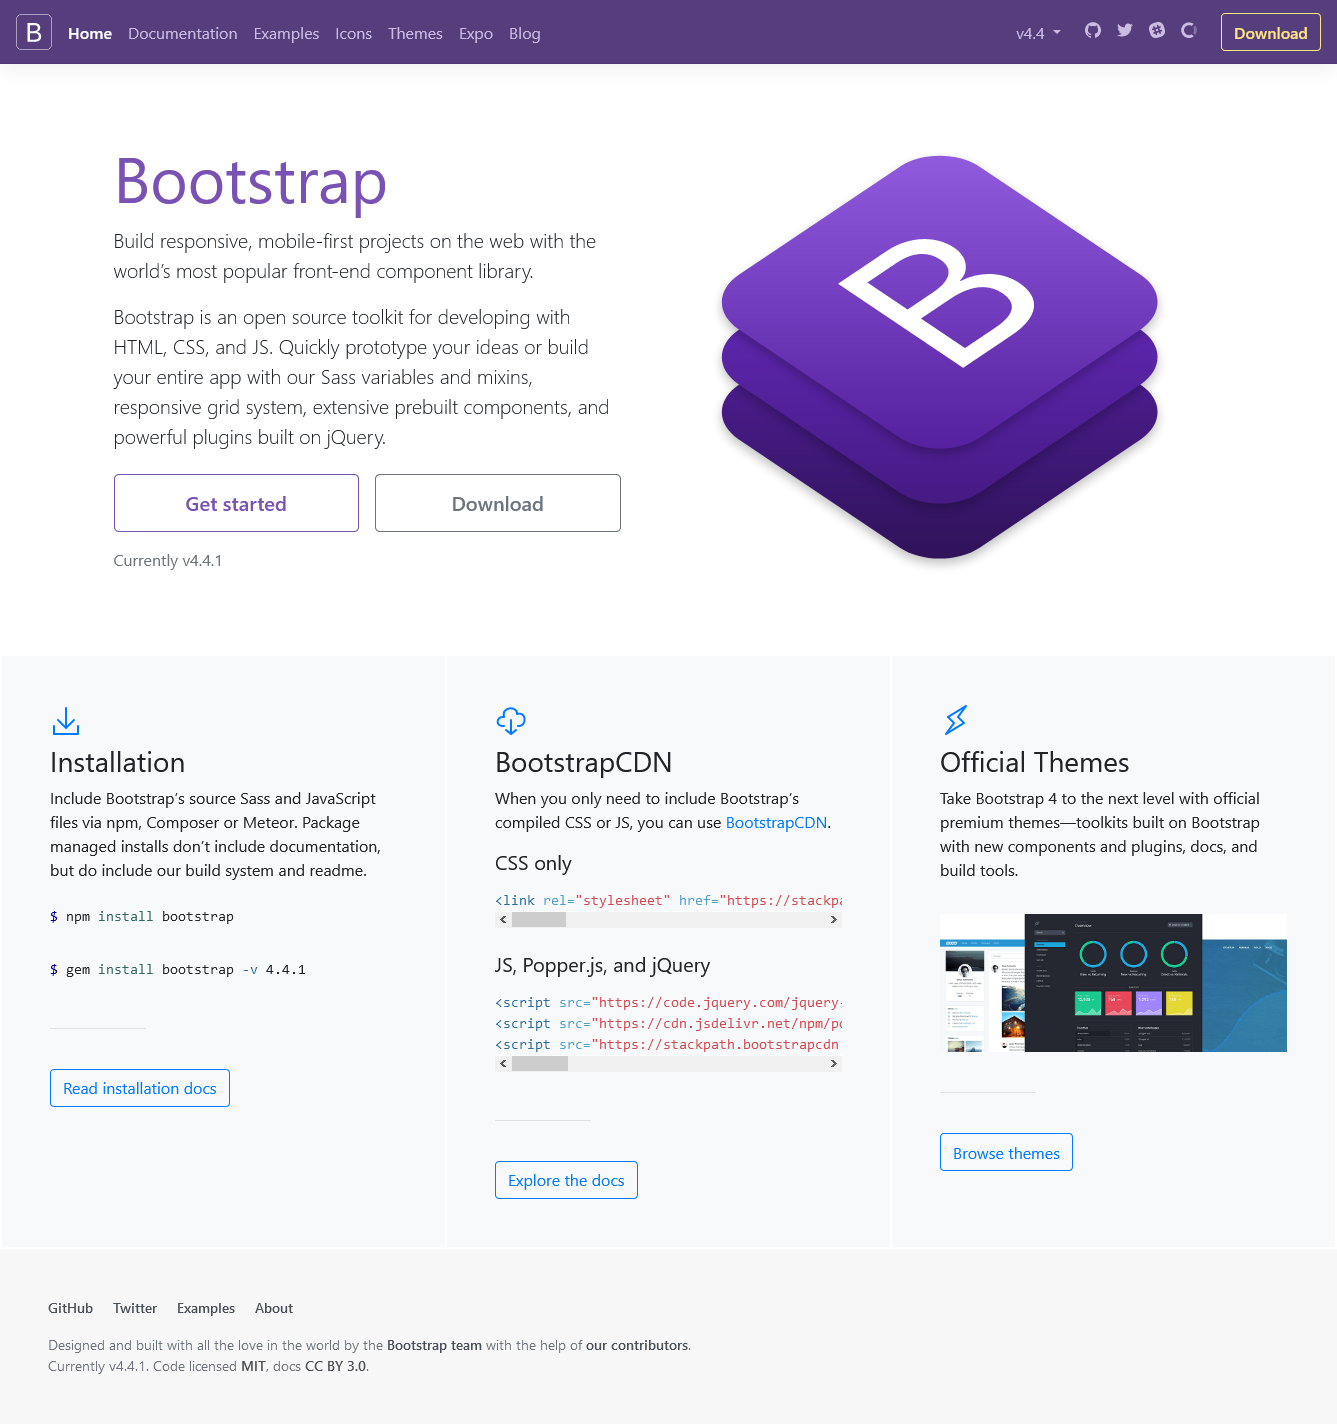 B Home Documentation Examples Icons Themes Expo Blog v4.4 Download
Bootstrap
Build responsive, mobile-first projects on the web with the
world’s most popular front-end component library.
Bootstrap is an open source toolkit for developing with
HTML, CSS, and JS. Quickly prototype your ideas or build
your entire app with our Sass variables and mixins,
responsive grid system, extensive prebuilt components, and
powerful plugins built on jQuery.
Get started Download
Currently v4.4.1
B
Installation
Include Bootstrap’s source Sass and JavaScript
files via npm, Composer or Meteor. Package
managed installs don’t include documentation,
but do include our build system and readme.
$ npm install bootstrap
$ gem install bootstrap -v 4.4.1
Read installation docs
BootstrapCDN
When you only need to include Bootstrap’s
compiled CSS or JS, you can use BootstrapCDN.
CSS only
<link rel="stylesheet" href="https://stackpa
JS, Popper.js, and jQuery
<script src="https://code.jquery.com/jquery-
<script src="https://cdn.jsdelivr.net/npm/po
<script src="https://stackpath.bootstrapcdn
Explore the docs
Official Themes
Take Bootstrap 4 to the next level with official
premium themes—toolkits built on Bootstrap
with new components and plugins, docs, and
build tools.
Browse themes
GitHub Twitter Examples About
Designed and built with all the love in the world by the Bootstrap team with the help of our contributors.
Currently v4.4.1. Code licensed MIT, docs CC BY 3.0.